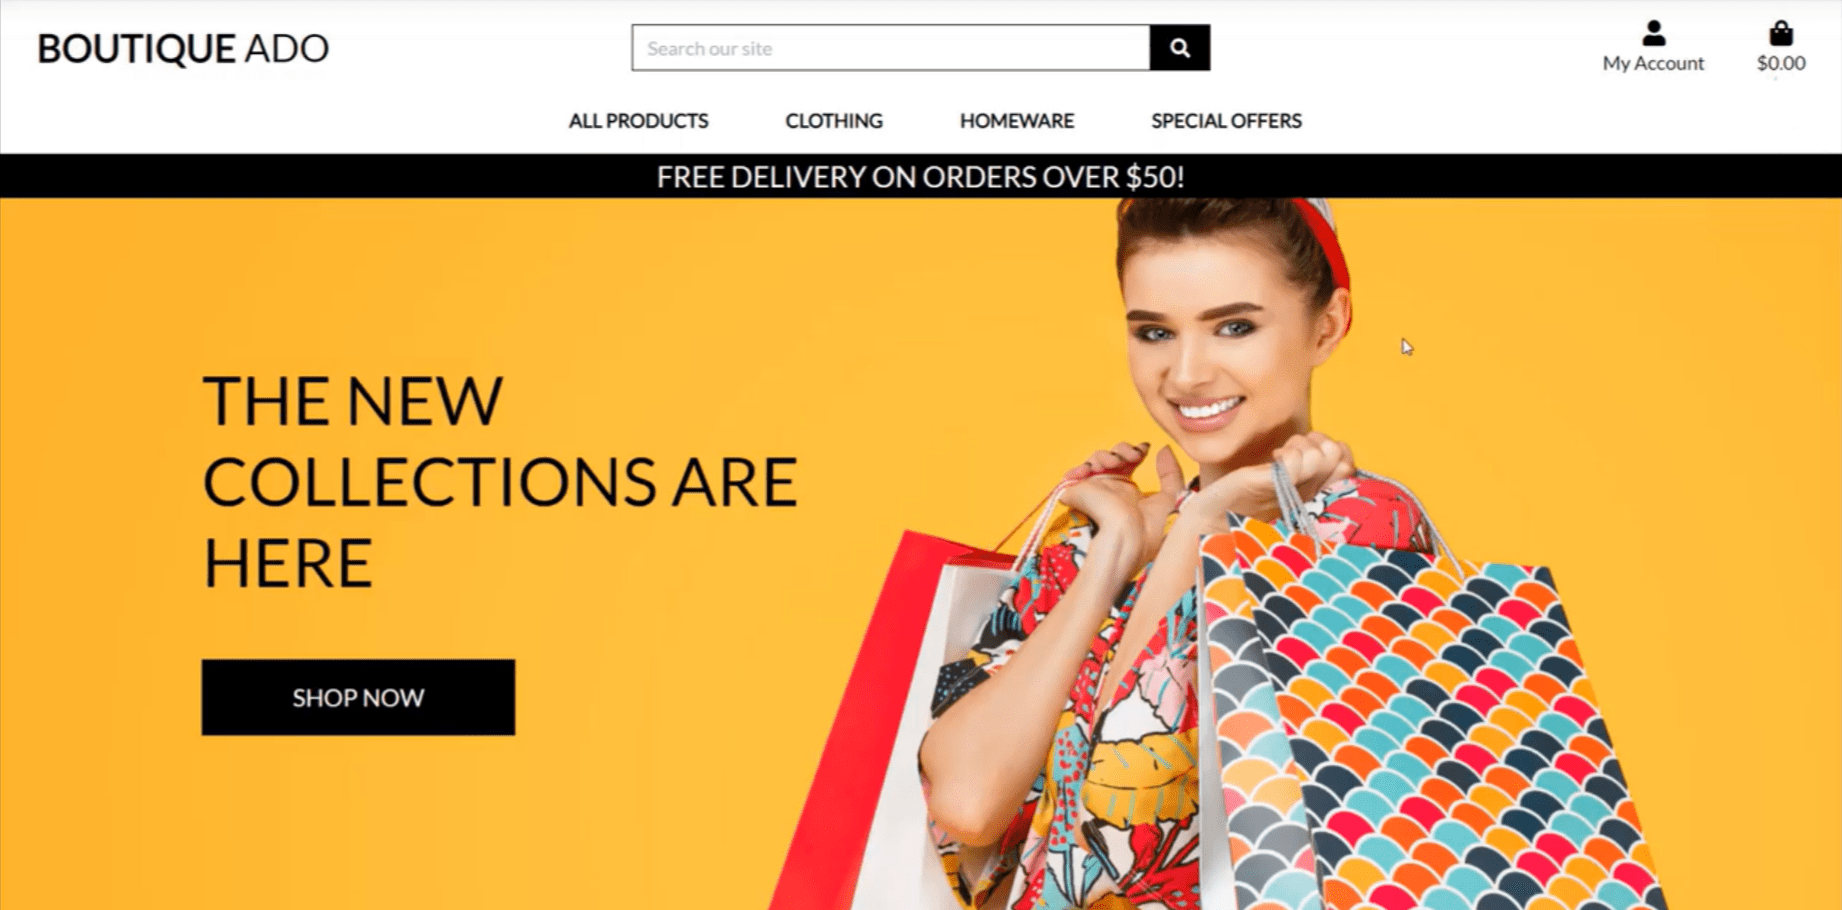 BOUTIQUE ADO
Search our site
My Account
$0.00
ALL PRODUCTS CLOTHING HOMEWARE SPECIAL OFFERS
FREE DELIVERY ON ORDERS OVER $50!
THE NEW
COLLECTIONS ARE
HERE
SHOP NOW